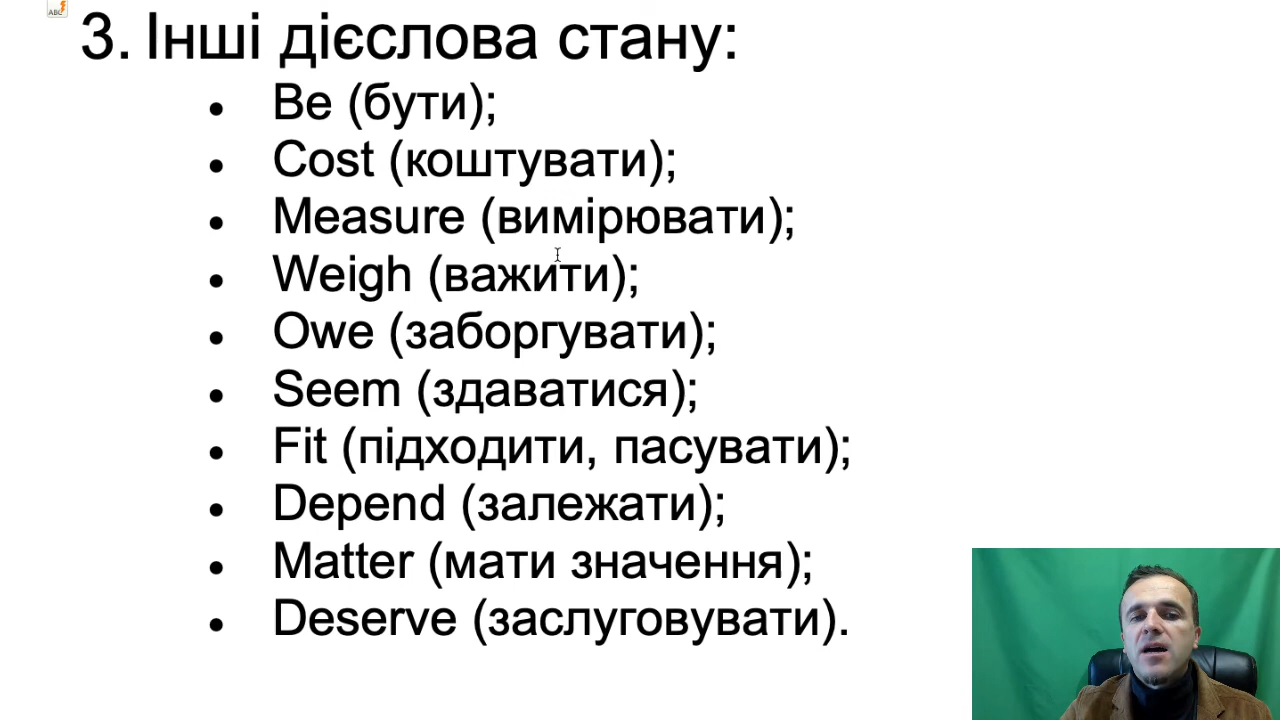 ABC
3. Інші дієслова стану:
• Be (бути);
• Cost (коштувати);
• Measure (вимірювати);
• Weigh (важити);
• Owe (заборгувати);
• Seem (здаватися);
• Fit (підходити, пасувати);
• Depend (залежати);
• Matter (мати значення);
• Deserve (заслуговувати).